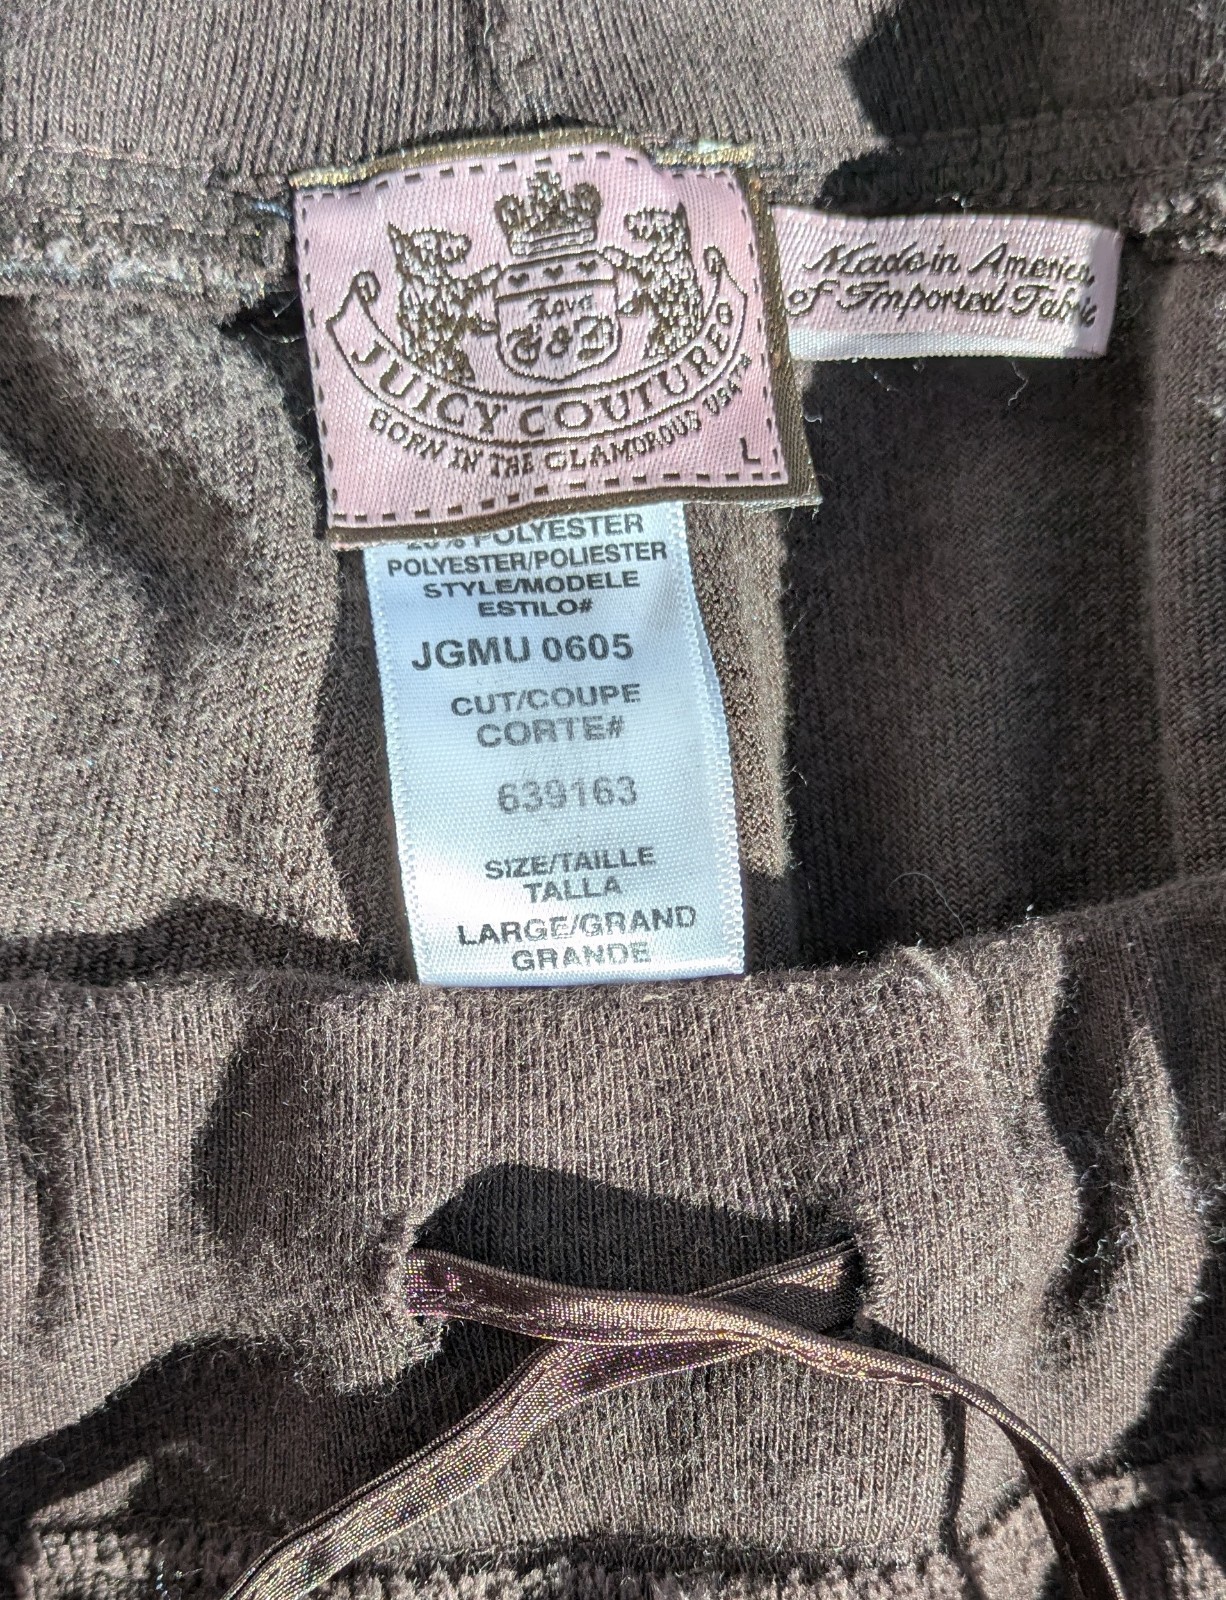 Love
G&P
JUICY COUTURE
BORN IN THE GLAMOROUS USA
L
Made in America
of Imported Fabric
POLYESTER
POLYESTER/POLIESTER
STYLE/MODELE
ESTILO#
JGMU 0605
CUT/COUPE
CORTE#
639163
SIZE/TAILLE
TALLA
LARGE/GRAND
GRANDE